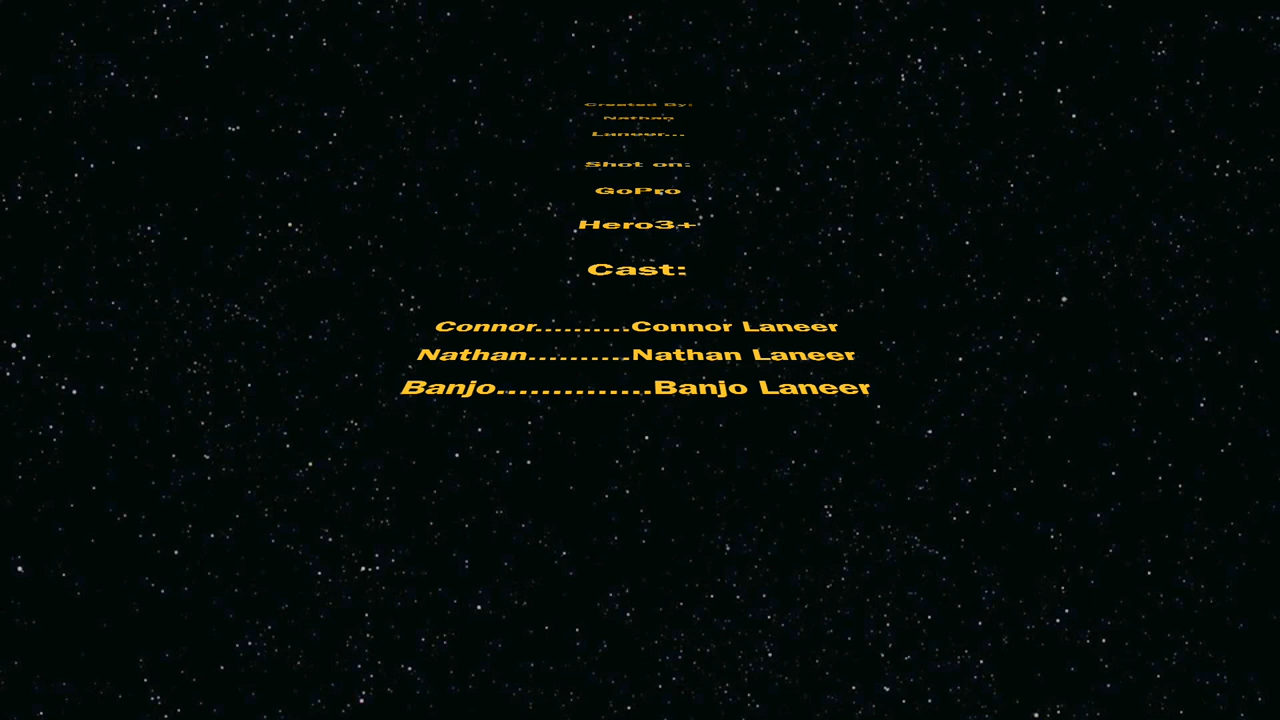 Created By:
Nathan
Laneer...
Shot on:
GoPro
Hero3+
Cast:
Connor..........Connor Laneer
Nathan..........Nathan Laneer
Banjo..............Banjo Laneer